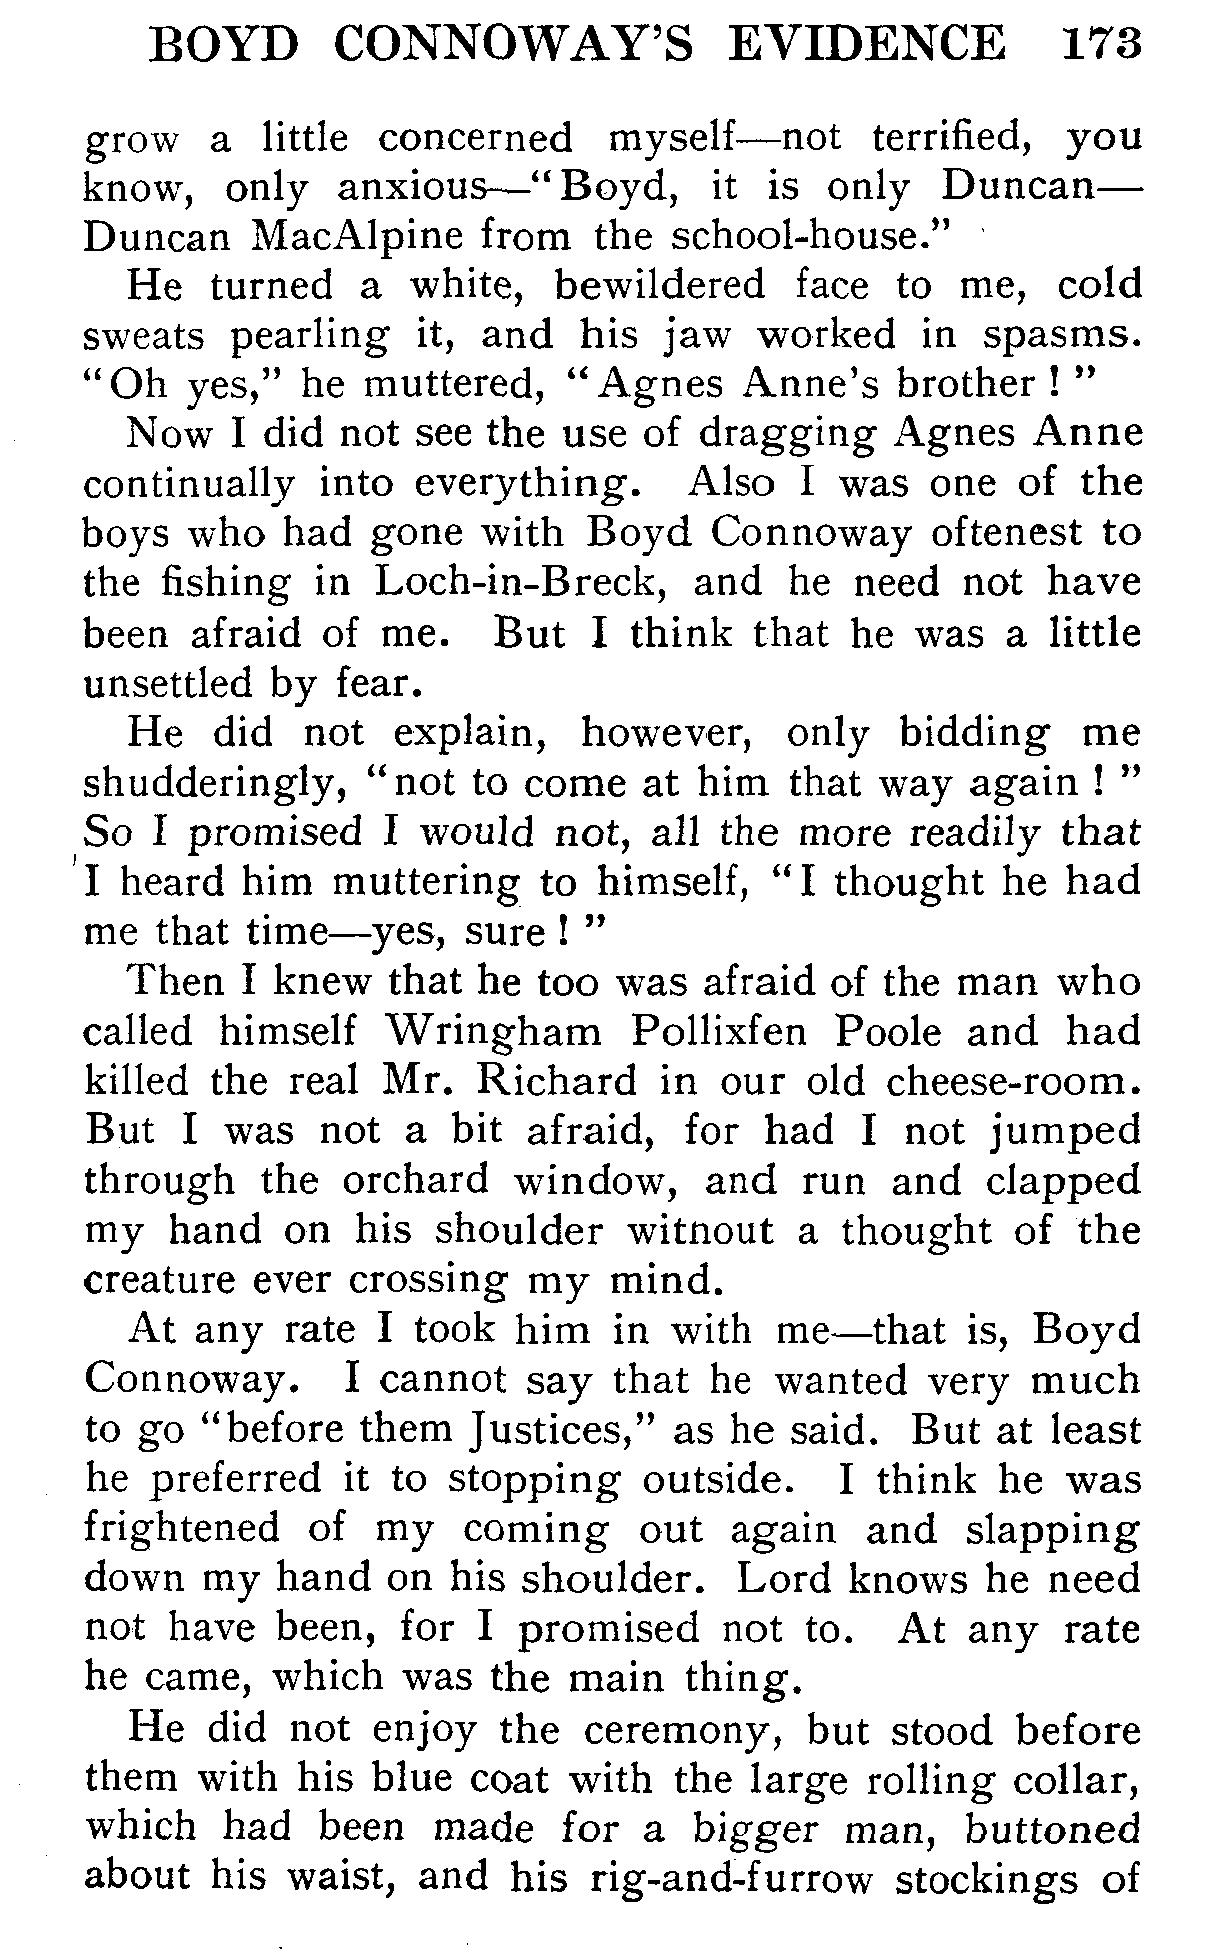 BOYD CONNOWAY'S EVIDENCE 173
grow a little concerned myself—not terrified, you
know, only anxious—“Boyd, it is only Duncan—
Duncan MacAlpine from the school-house.”
He turned a white, bewildered face to me, cold
sweats pearling it, and his jaw worked in spasms.
“Oh yes,” he muttered, “Agnes Anne's brother!”
Now I did not see the use of dragging Agnes Anne
continually into everything. Also I was one of the
boys who had gone with Boyd Connoway oftenest to
the fishing in Loch-in-Breck, and he need not have
been afraid of me. But I think that he was a little
unsettled by fear.
He did not explain, however, only bidding me
shudderingly, “not to come at him that way again!”
So I promised I would not, all the more readily that
I heard him muttering to himself, “I thought he had
me that time—yes, sure!”
Then I knew that he too was afraid of the man who
called himself Wringham Pollixfen Poole and had
killed the real Mr. Richard in our old cheese-room.
But I was not a bit afraid, for had I not jumped
through the orchard window, and run and clapped
my hand on his shoulder witnout a thought of the
creature ever crossing my mind.
At any rate I took him in with me—that is, Boyd
Connoway. I cannot say that he wanted very much
to go “before them Justices,” as he said. But at least
he preferred it to stopping outside. I think he was
frightened of my coming out again and slapping
down my hand on his shoulder. Lord knows he need
not have been, for I promised not to. At any rate
he came, which was the main thing.
He did not enjoy the ceremony, but stood before
them with his blue coat with the large rolling collar,
which had been made for a bigger man, buttoned
about his waist, and his rig-and-furrow stockings of